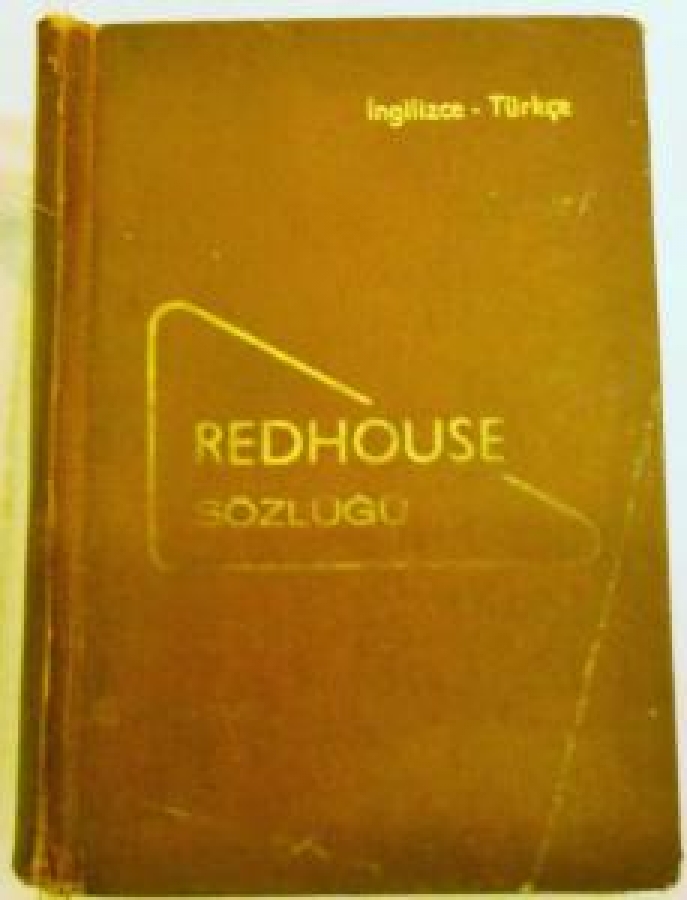 İngilizce - Türkçe
REDHOUSE
SÖZLÜĞÜ